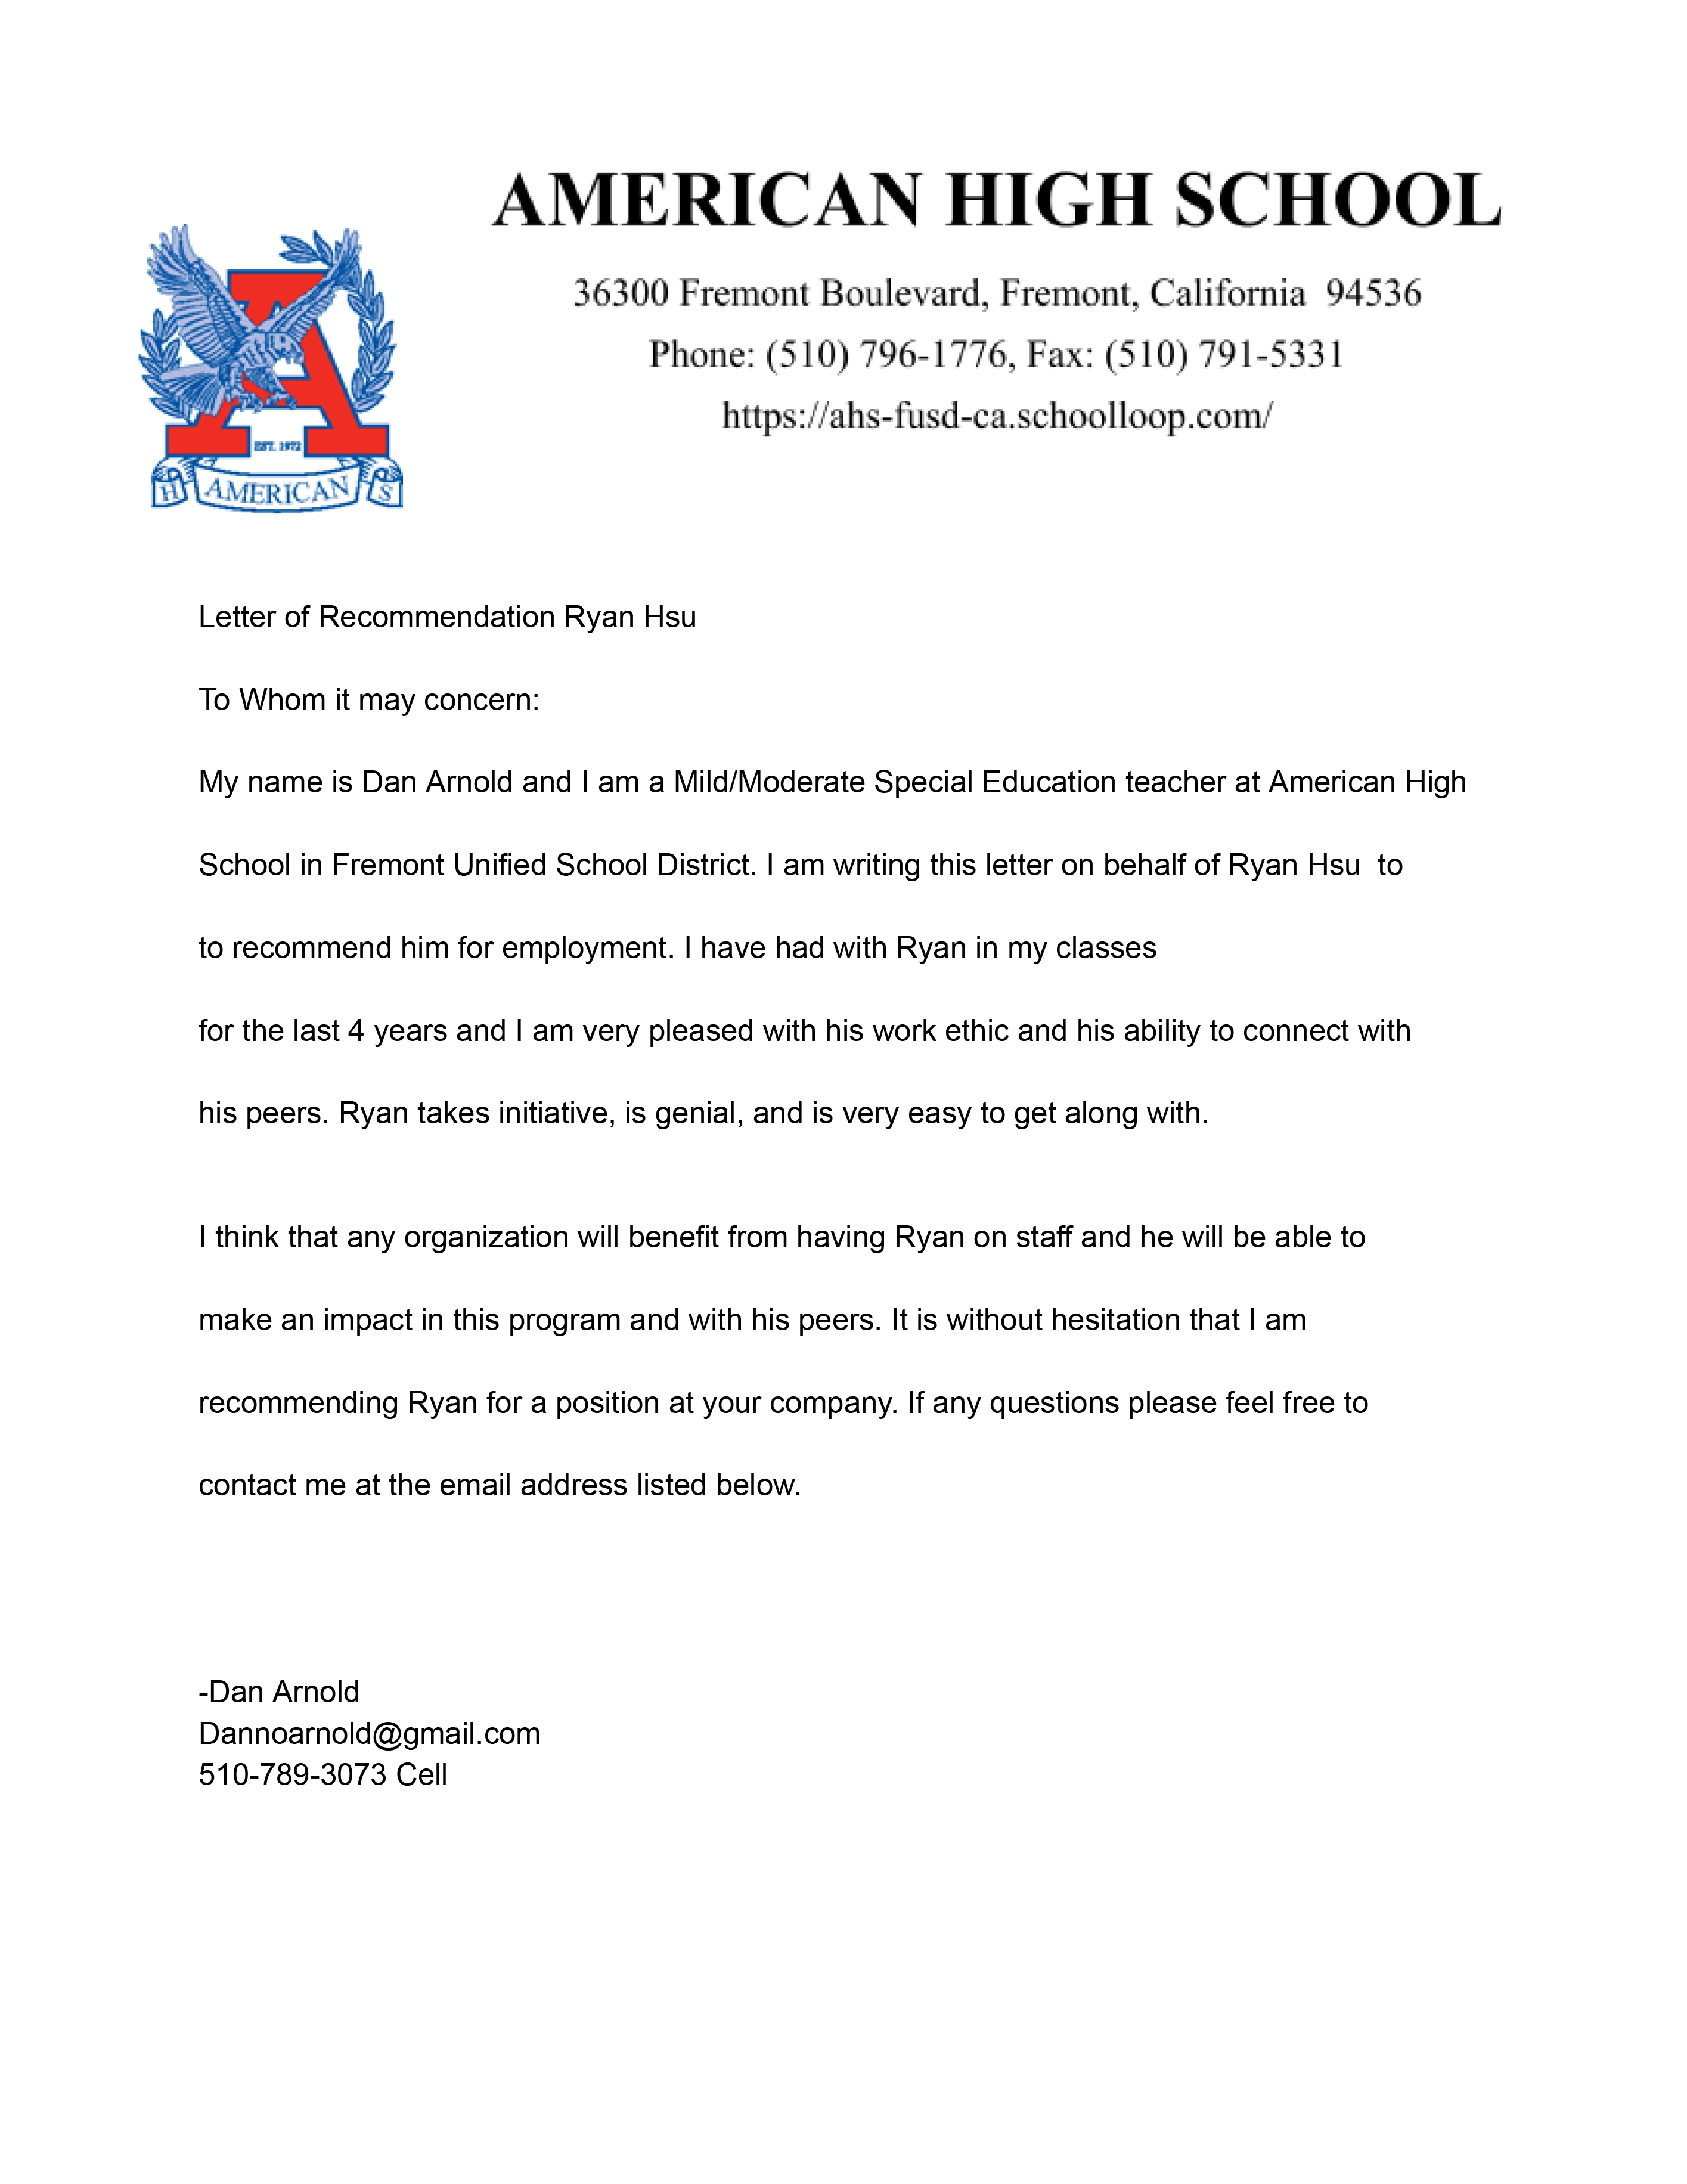 AMERICAN HIGH SCHOOL
36300 Fremont Boulevard, Fremont, California  94536
Phone: (510) 796-1776, Fax: (510) 791-5331
https://ahs-fusd-ca.schoolloop.com/
EST. 1972
H AMERICAN S
Letter of Recommendation Ryan Hsu
To Whom it may concern:
My name is Dan Arnold and I am a Mild/Moderate Special Education teacher at American High
School in Fremont Unified School District. I am writing this letter on behalf of Ryan Hsu  to
to recommend him for employment. I have had with Ryan in my classes
for the last 4 years and I am very pleased with his work ethic and his ability to connect with
his peers. Ryan takes initiative, is genial, and is very easy to get along with.
I think that any organization will benefit from having Ryan on staff and he will be able to
make an impact in this program and with his peers. It is without hesitation that I am
recommending Ryan for a position at your company. If any questions please feel free to
contact me at the email address listed below.
-Dan Arnold
Dannoarnold@gmail.com
510-789-3073 Cell